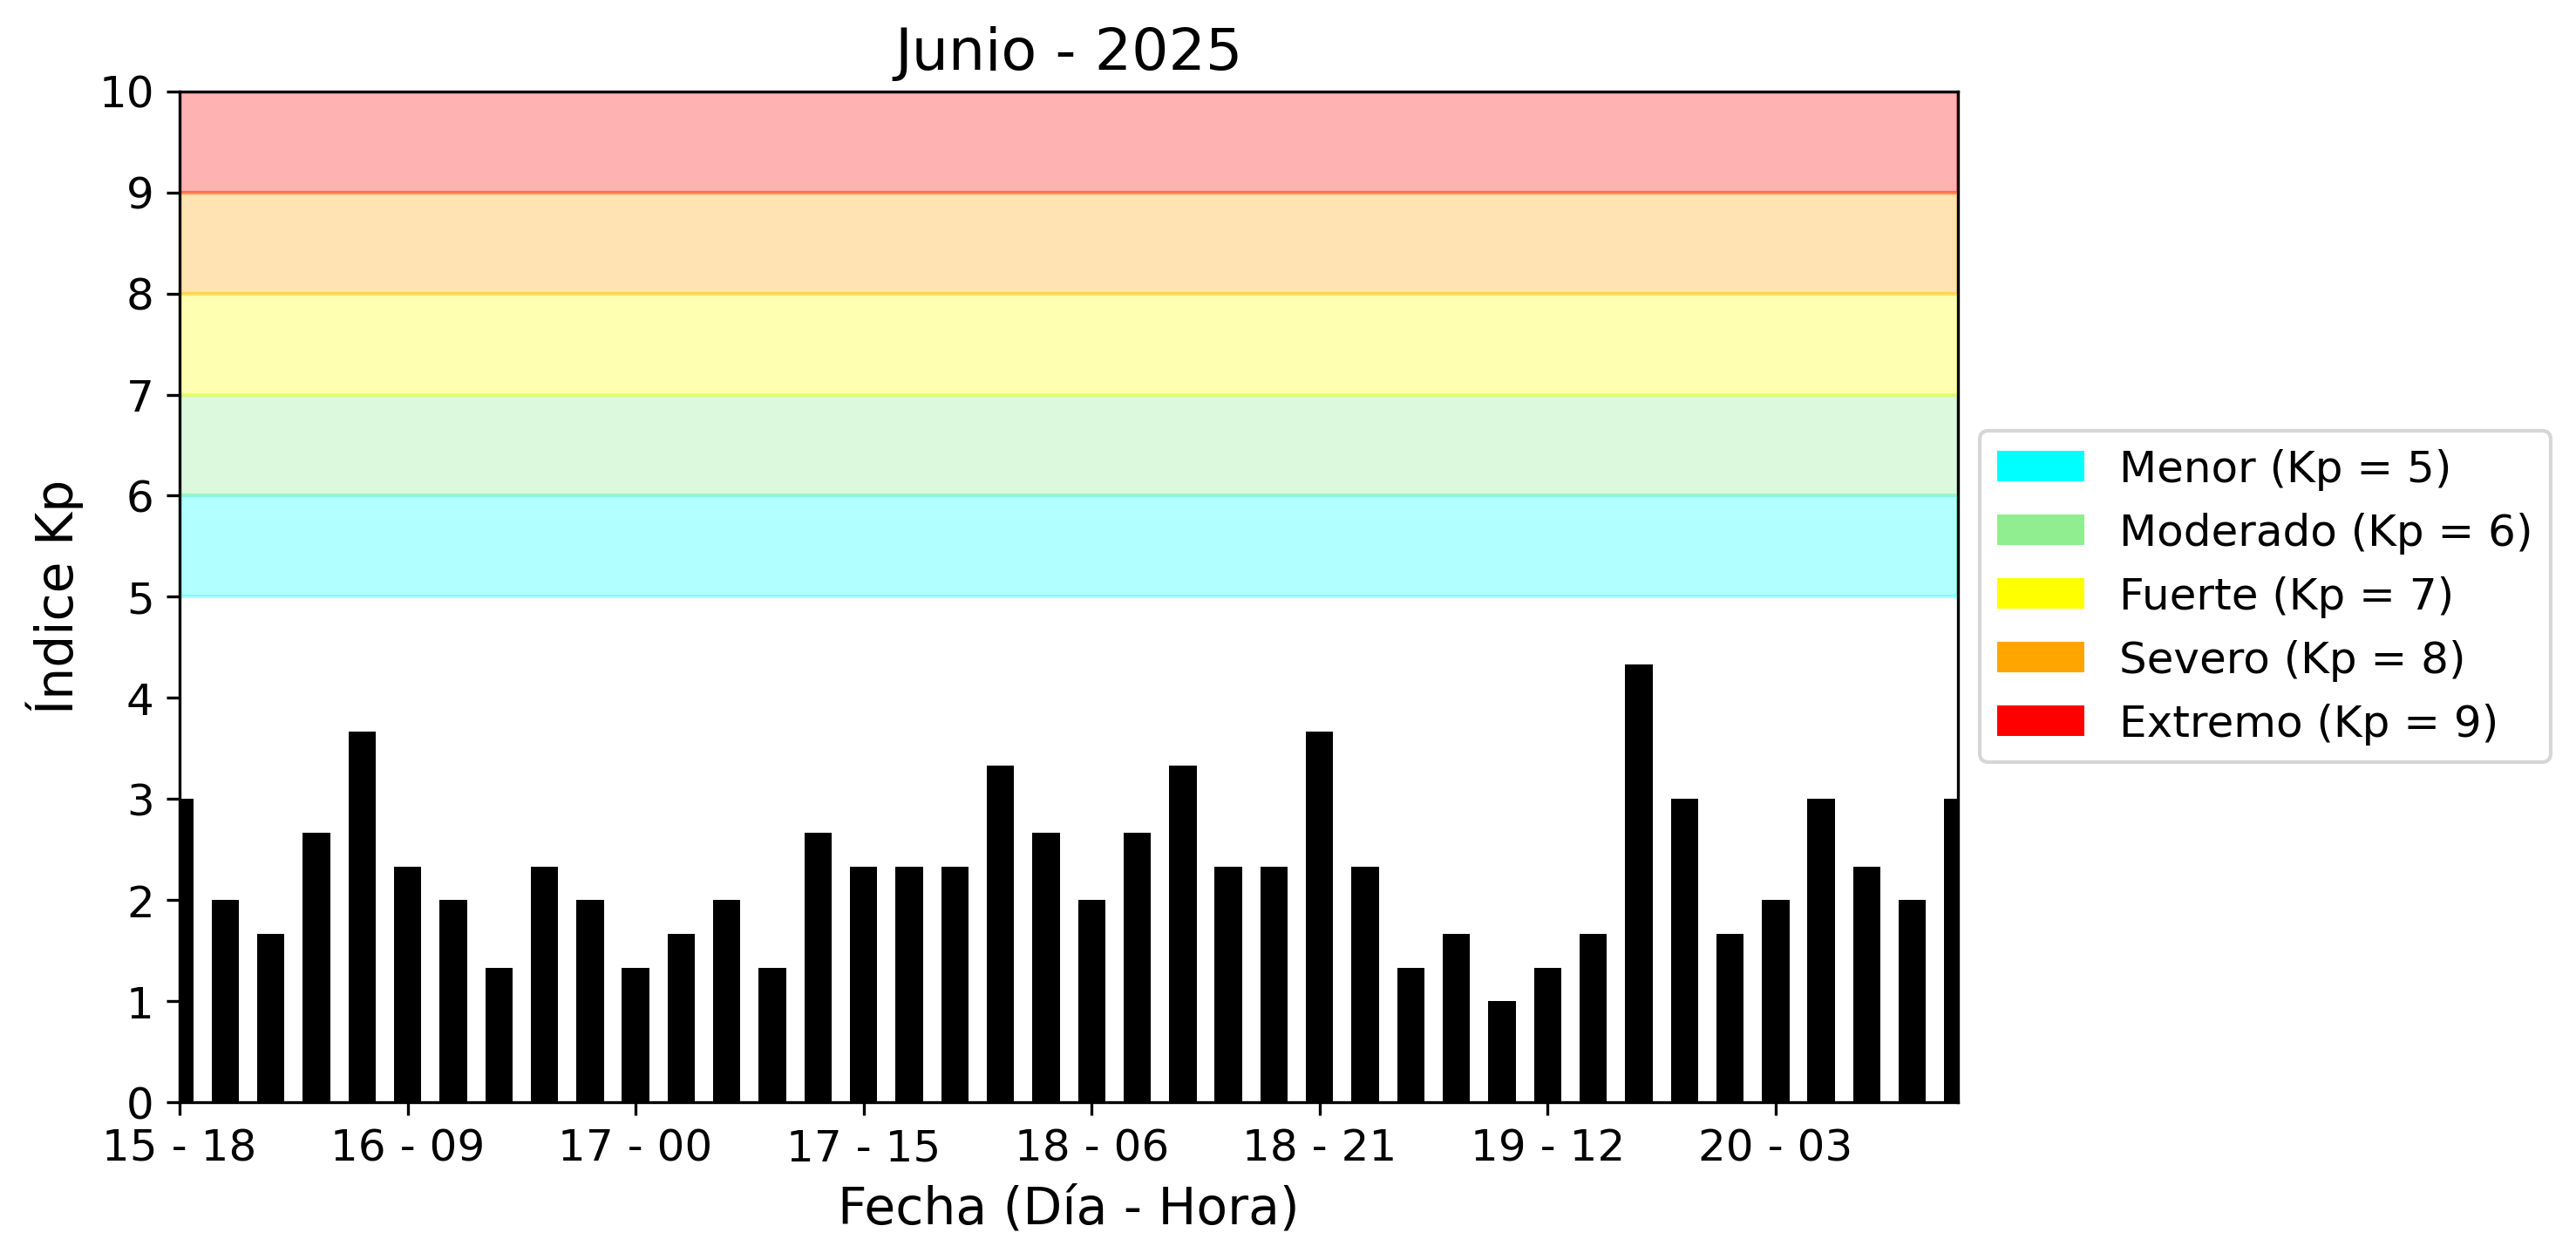 Junio - 2025
10
9
8
7
6
5
4
3
2
1
0
Índice Kp
15 - 18
16 - 09
17 - 00
17 - 15
18 - 06
18 - 21
19 - 12
20 - 03
Fecha (Día - Hora)
Menor (Kp = 5)
Moderado (Kp = 6)
Fuerte (Kp = 7)
Severo (Kp = 8)
Extremo (Kp = 9)